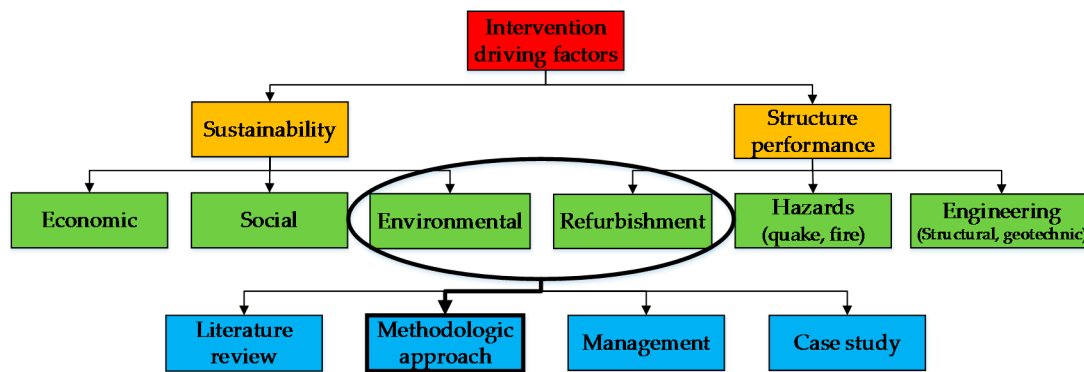 Intervention
driving factors
Sustainability
Structure
performance
Economic
Social
Environmental
Refurbishment
Hazards
(quake, fire)
Engineering
(Structural, geotechnic)
Literature
review
Methodologic
approach
Management
Case study